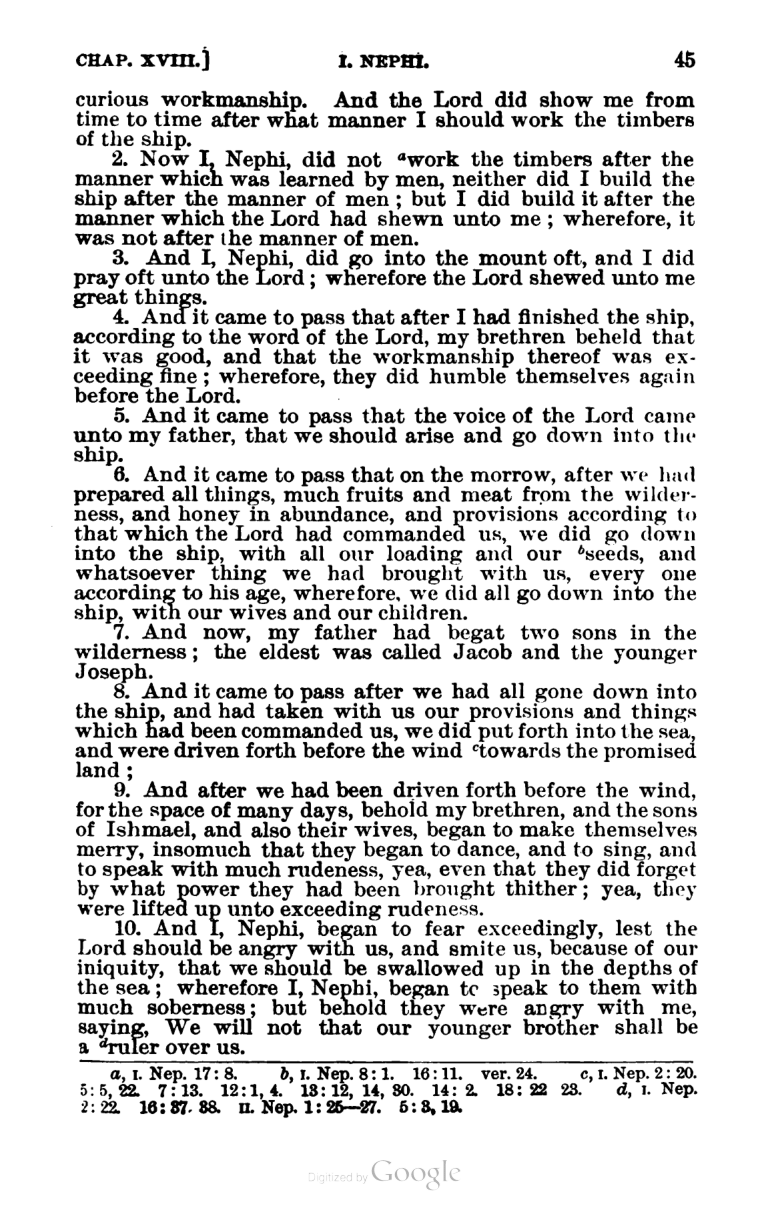 CHAP. XVIII.] I. NEPHI. 45
curious workmanship. And the Lord did show me from
time to time after what manner I should work the timbers
of the ship.
2. Now I, Nephi, did not ᵃwork the timbers after the
manner which was learned by men, neither did I build the
ship after the manner of men; but I did build it after the
manner which the Lord had shewn unto me; wherefore, it
was not after the manner of men.
3. And I, Nephi, did go into the mount oft, and I did
pray oft unto the Lord; wherefore the Lord shewed unto me
great things.
4. And it came to pass that after I had finished the ship,
according to the word of the Lord, my brethren beheld that
it was good, and that the workmanship thereof was ex-
ceeding fine; wherefore, they did humble themselves again
before the Lord.
5. And it came to pass that the voice of the Lord came
unto my father, that we should arise and go down into the
ship.
6. And it came to pass that on the morrow, after we had
prepared all things, much fruits and meat from the wilder-
ness, and honey in abundance, and provisions according to
that which the Lord had commanded us, we did go down
into the ship, with all our loading and our ᵇseeds, and
whatsoever thing we had brought with us, every one
according to his age, wherefore, we did all go down into the
ship, with our wives and our children.
7. And now, my father had begat two sons in the
wilderness; the eldest was called Jacob and the younger
Joseph.
8. And it came to pass after we had all gone down into
the ship, and had taken with us our provisions and things
which had been commanded us, we did put forth into the sea,
and were driven forth before the wind ᶜtowards the promised
land;
9. And after we had been driven forth before the wind,
for the space of many days, behold my brethren, and the sons
of Ishmael, and also their wives, began to make themselves
merry, insomuch that they began to dance, and to sing, and
to speak with much rudeness, yea, even that they did forget
by what power they had been brought thither; yea, they
were lifted up unto exceeding rudeness.
10. And I, Nephi, began to fear exceedingly, lest the
Lord should be angry with us, and smite us, because of our
iniquity, that we should be swallowed up in the depths of
the sea; wherefore I, Nephi, began to speak to them with
much soberness; but behold they were angry with me,
saying, We will not that our younger brother shall be
a ᵈruler over us.
a, I. Nep. 17: 8. b, I. Nep. 8: 1. 16: 11. ver. 24. c, I. Nep. 2: 20.
5: 5, 22. 7: 13. 12: 1, 4. 13: 12, 14, 30. 14: 2. 18: 22 23. d, I. Nep.
2: 22. 16: 37. 38. II. Nep. 1: 25—27. 5: 3, 19.
Digitized by Google